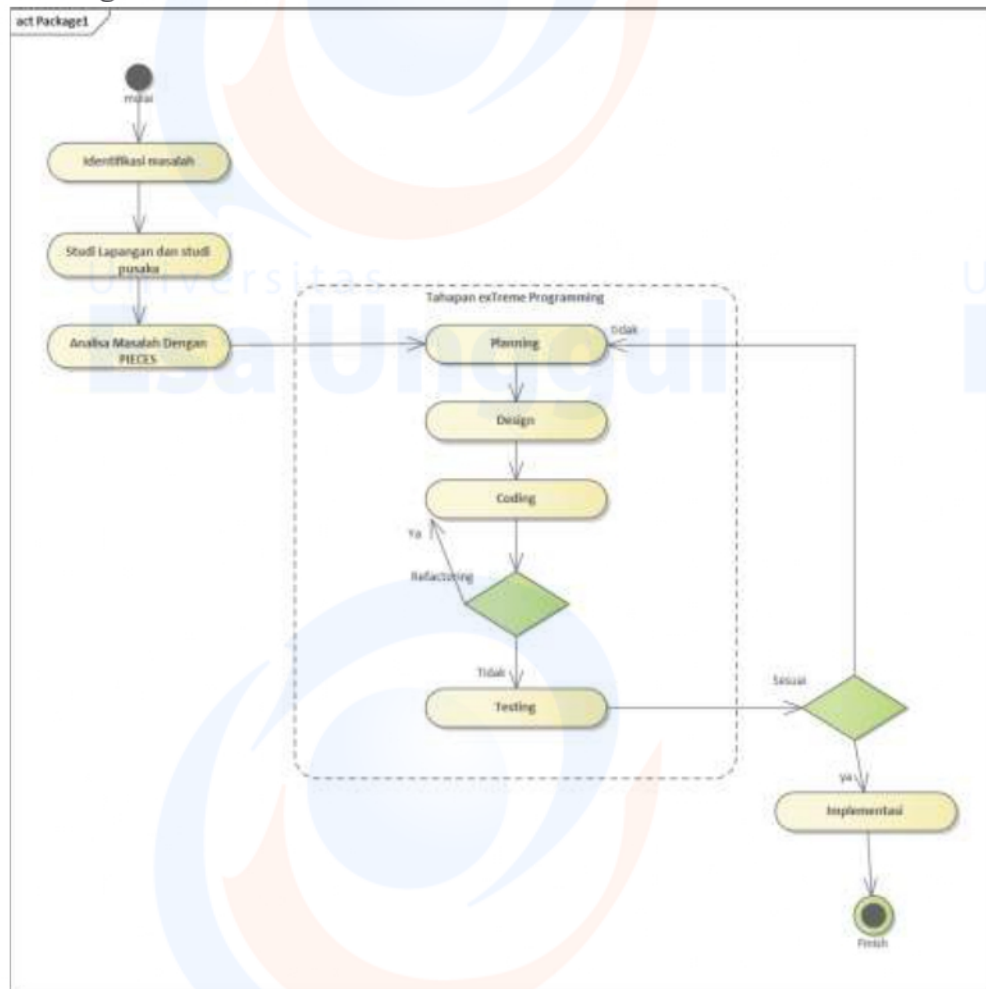 act Package1
mulai
Identifikasi masalah
Studi Lapangan dan studi
pusaka
Universitas
Esa Unggul
Analisa Masalah Dengan
PIECES
Tahapan exTreme Programming
Planning
tidak
Design
Coding
Ya
Refactoring
Tidak
Testing
Sesuai
ya
Implementasi
Finish